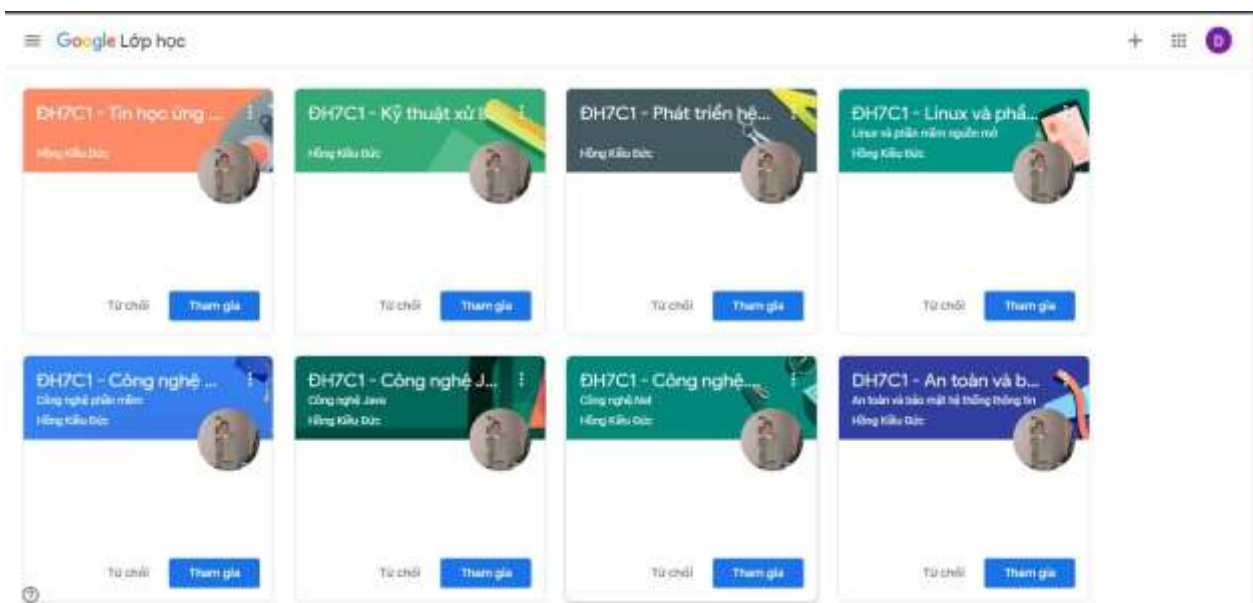 Google Lớp học
D
ĐH7C1 - Tin học ứng ...
Hồng Kiều Đức
Từ chối
Tham gia
ĐH7C1 - Kỹ thuật xử
Hồng Kiều Đức
Từ chối
Tham gia
ĐH7C1 - Phát triển hệ...
Hồng Kiều Đức
Từ chối
Tham gia
ĐH7C1 - Linux và phầ...
Linux và phần mềm nguồn mở
Hồng Kiều Đức
Từ chối
Tham gia
ĐH7C1 - Công nghệ ...
Công nghệ phần mềm
Hồng Kiều Đức
Từ chối
Tham gia
ĐH7C1 - Công nghệ J...
Công nghệ Java
Hồng Kiều Đức
Từ chối
Tham gia
ĐH7C1 - Công nghệ....
Công nghệ.Net
Hồng Kiều Đức
Từ chối
Tham gia
DH7C1 - An toàn và b...
An toàn và bảo mật hệ thống thông tin
Hồng Kiều Đức
Từ chối
Tham gia